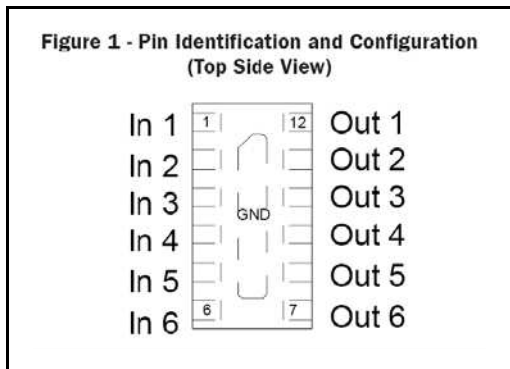 Figure 1 - Pin Identification and Configuration
(Top Side View)
In 1 1 12 Out 1
In 2 Out 2
In 3 Out 3
GND
In 4 Out 4
In 5 Out 5
In 6 6 7 Out 6